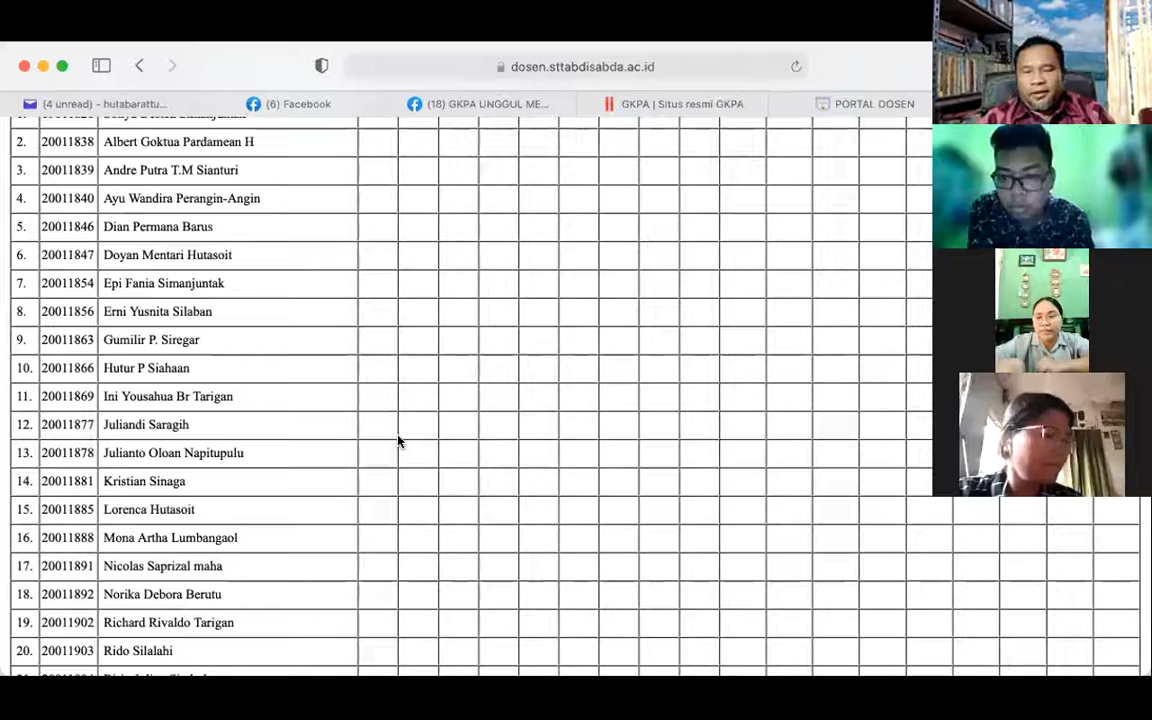 dosen.sttabdisabda.ac.id
(4 unread) - hutabarattu... (6) Facebook (18) GKPA UNGGUL ME... GKPA | Situs resmi GKPA PORTAL DOSEN
2. 20011838 Albert Goktua Pardamean H
3. 20011839 Andre Putra T.M Sianturi
4. 20011840 Ayu Wandira Perangin-Angin
5. 20011846 Dian Permana Barus
6. 20011847 Doyan Mentari Hutasoit
7. 20011854 Epi Fania Simanjuntak
8. 20011856 Erni Yusnita Silaban
9. 20011863 Gumilir P. Siregar
10. 20011866 Hutur P Siahaan
11. 20011869 Ini Yousahua Br Tarigan
12. 20011877 Juliandi Saragih
13. 20011878 Julianto Oloan Napitupulu
14. 20011881 Kristian Sinaga
15. 20011885 Lorenca Hutasoit
16. 20011888 Mona Artha Lumbangaol
17. 20011891 Nicolas Saprizal maha
18. 20011892 Norika Debora Berutu
19. 20011902 Richard Rivaldo Tarigan
20. 20011903 Rido Silalahi